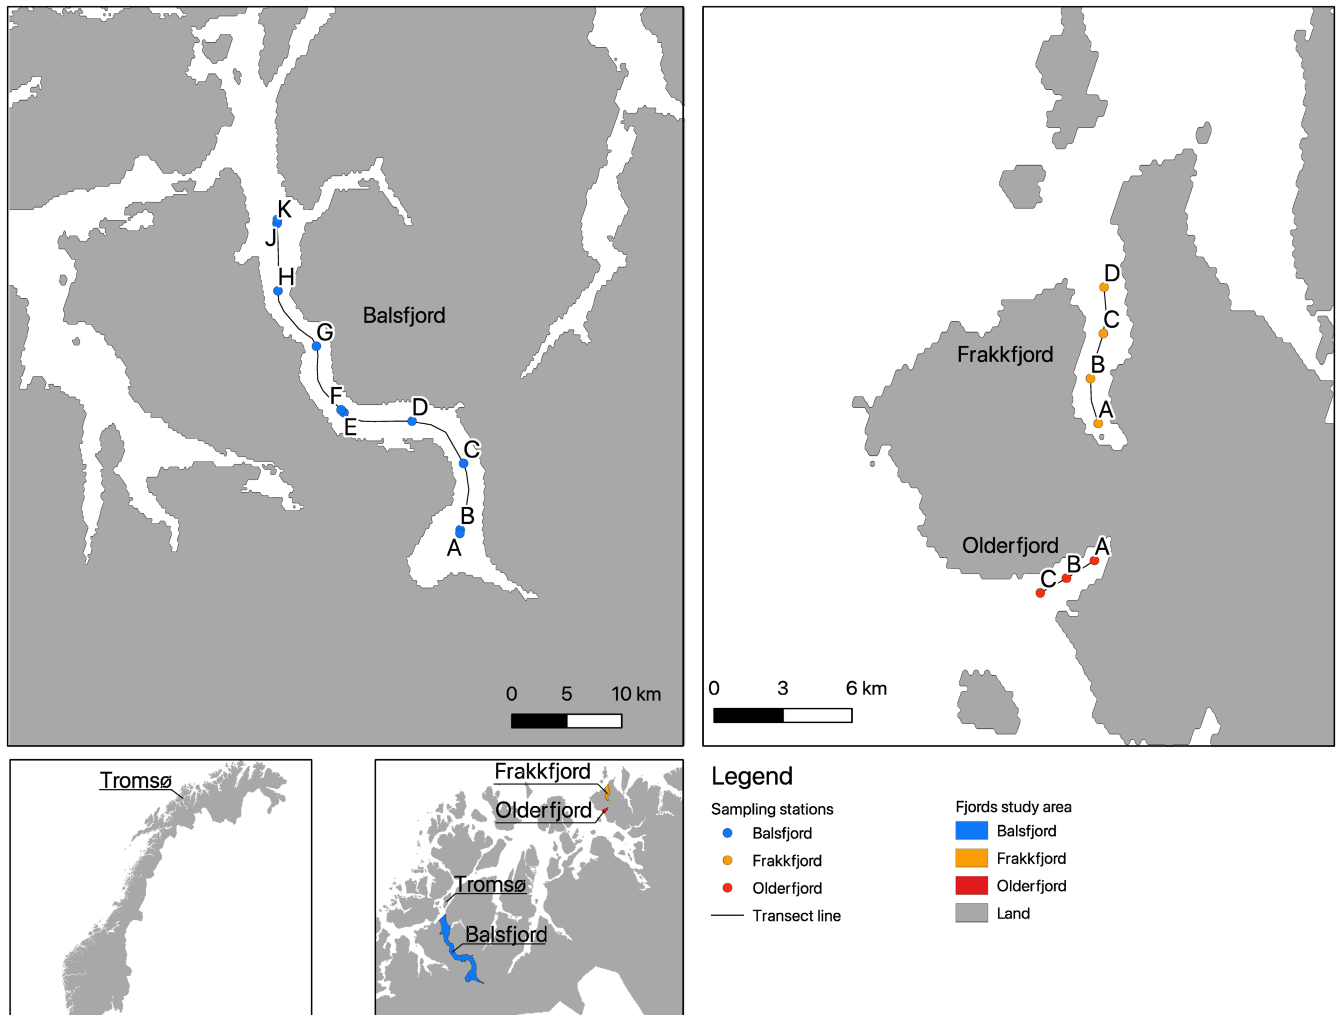 K
J
H
G
Balsfjord
F
E
D
C
B
A
0 5 10 km
D
C
Frakkfjord
B
A
Olderfjord
A
B
C
0 3 6 km
Tromsø
Frakkfjord
Olderfjord
Tromsø
Balsfjord
Legend
Sampling stations
Balsfjord
Frakkfjord
Olderfjord
Transect line
Fjords study area
Balsfjord
Frakkfjord
Olderfjord
Land